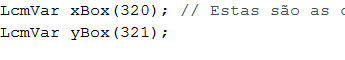 LcmVar xBox(320); // Estas são as
LcmVar yBox(321);